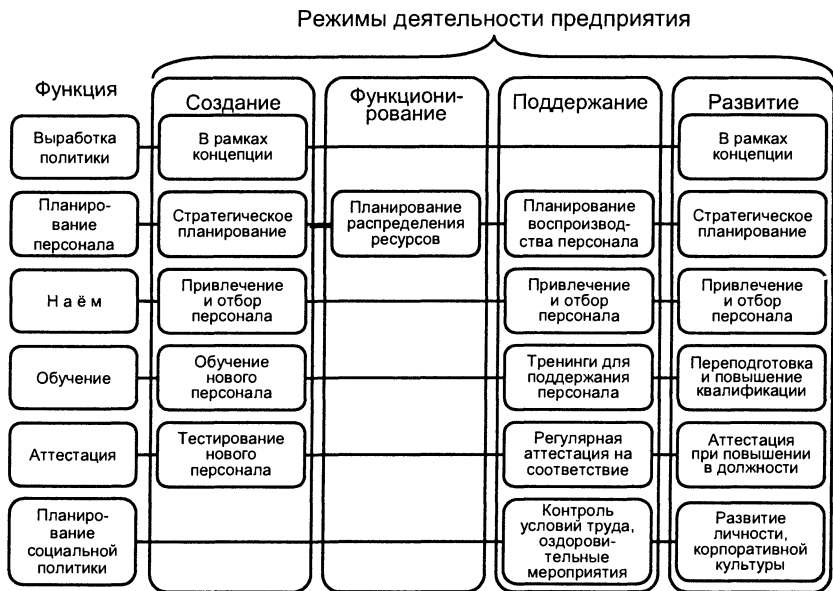 Режимы деятельности предприятия
Функция
Создание
Функциони-
рование
Поддержание
Развитие
Выработка
политики
В рамках
концепции
В рамках
концепции
Планиро-
вание
персонала
Стратегическое
планирование
Планирование
распределения
ресурсов
Планирование
воспроизвод-
ства персонала
Стратегическое
планирование
Наём
Привлечение
и отбор
персонала
Привлечение
и отбор
персонала
Привлечение
и отбор
персонала
Обучение
Обучение
нового
персонала
Тренинги для
поддержания
персонала
Переподготовка
и повышение
квалификации
Аттестация
Тестирование
нового
персонала
Регулярная
аттестация на
соответствие
Аттестация
при повышении
в должности
Планиро-
вание
социальной
политики
Контроль
условий труда,
оздорови-
тельные
мероприятия
Развитие
личности,
корпоративной
культуры